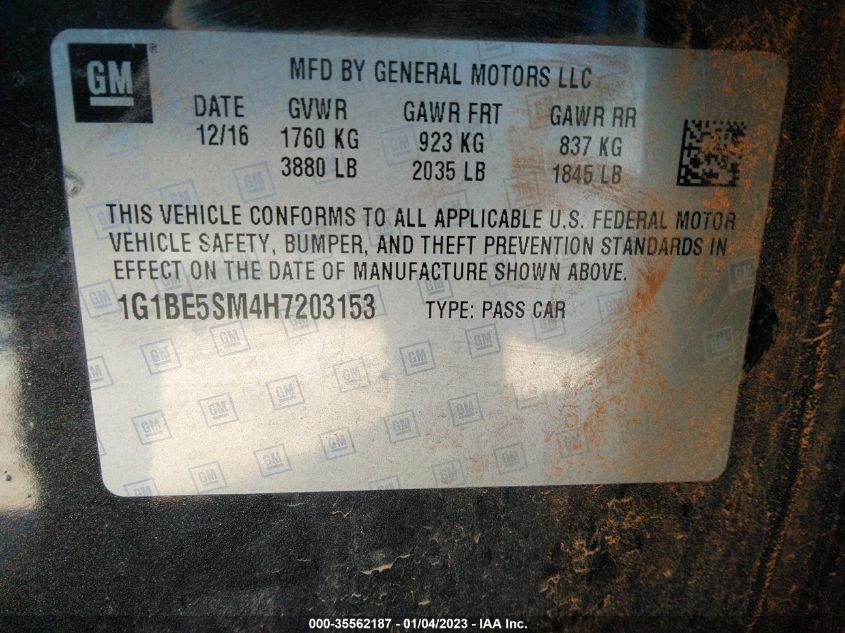 GM®
MFD BY GENERAL MOTORS LLC
DATE GVWR GAWR FRT GAWR RR
12/16 1760 KG 923 KG 837 KG
3880 LB 2035 LB 1845 LB
THIS VEHICLE CONFORMS TO ALL APPLICABLE U.S. FEDERAL MOTOR
VEHICLE SAFETY, BUMPER, AND THEFT PREVENTION STANDARDS IN
EFFECT ON THE DATE OF MANUFACTURE SHOWN ABOVE.
1G1BE5SM4H7203153 TYPE: PASS CAR
000-35562187 - 01/04/2023 - IAA Inc.